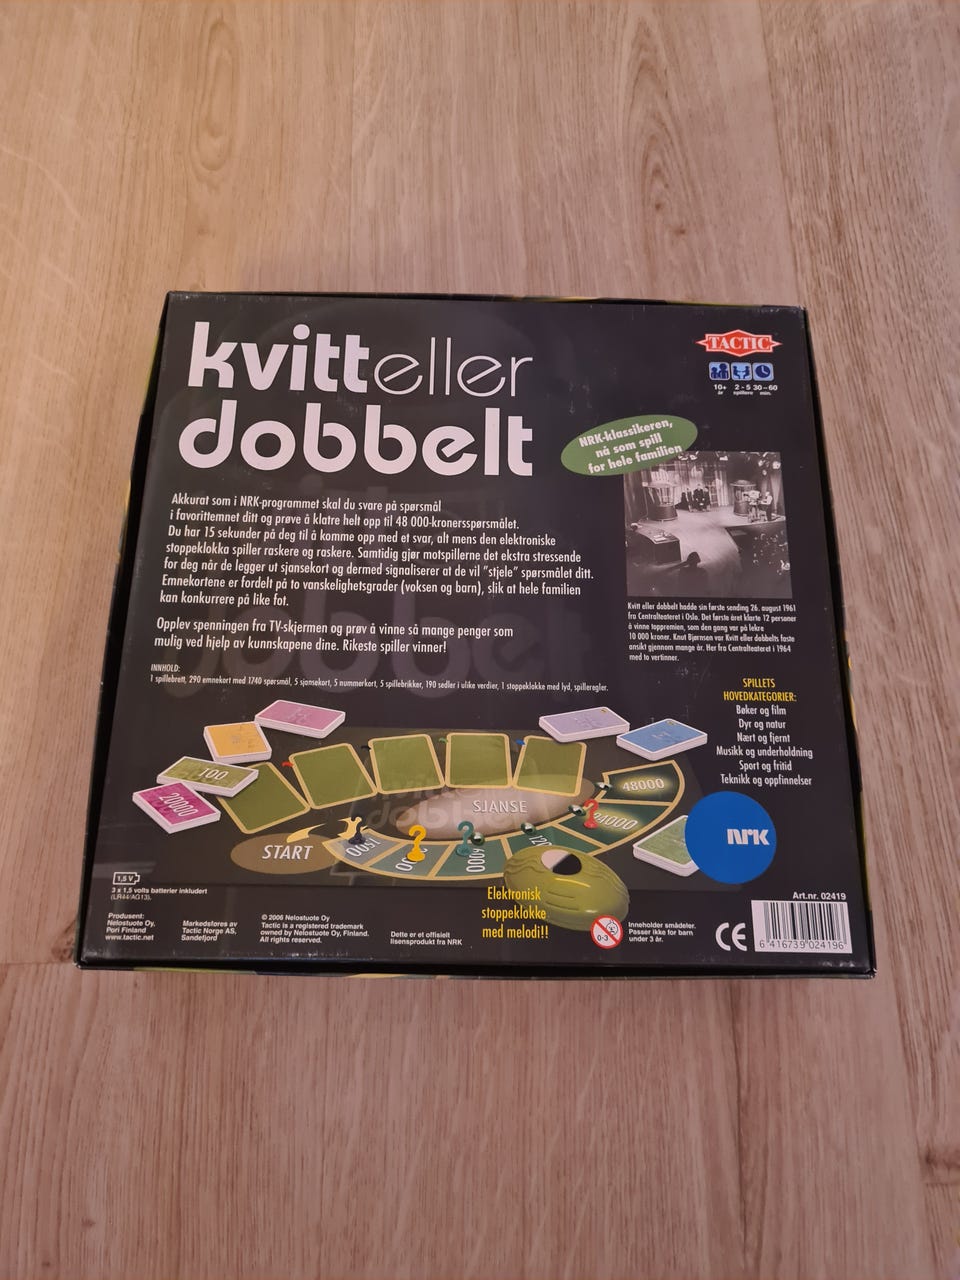 kvitt eller
dobbelt
TACTIC
10+
år
2 - 5
spillere
30 – 60
min.
NRK-klassikeren,
nå som spill
for hele familien
Akkurat som i NRK-programmet skal du svare på spørsmål
i favorittemnet ditt og prøve å klatre helt opp til 48 000-kronersspørsmålet.
Du har 15 sekunder på deg til å komme opp med et svar, alt mens den elektroniske
stoppeklokka spiller raskere og raskere. Samtidig gjør motspillerne det ekstra stressende
for deg når de legger ut sjansekort og dermed signaliserer at de vil "stjele" spørsmålet ditt.
Emnekortene er fordelt på to vanskelighetsgrader (voksen og barn), slik at hele familien
kan konkurrere på like fot.
Opplev spenningen fra TV-skjermen og prøv å vinne så mange penger som
mulig ved hjelp av kunnskapene dine. Rikeste spiller vinner!
Kvitt eller dobbelt hadde sin første sending 26. august 1961
fra Centralteateret i Oslo. Det første året klarte 12 personer
å vinne toppremien, som den gang var på lekre
10 000 kroner. Knut Bjørnsen var Kvitt eller dobbelts faste
ansikt gjennom mange år. Her fra Centralteateret i 1964
med to vertinner.
INNHOLD:
1 spillebrett, 290 emnekort med 1740 spørsmål, 5 sjansekort, 5 nummerkort, 5 spillebrikker, 190 sedler i ulike verdier, 1 stoppeklokke med lyd, spilleregler.
SPILLETS
HOVEDKATEGORIER:
Bøker og film
Dyr og natur
Nært og fjernt
Musikk og underholdning
Sport og fritid
Teknikk og oppfinnelser
100
20000
SJANSE
START
1500
6000
24000
48000
NRK
Elektronisk
stoppeklokke
med melodi!!
1,5 V
3 x 1,5 volts batterier inkludert
(LR44/AG13).
Produsent:
Nelostuote Oy,
Pori Finland
www.tactic.net
Markedsføres av
Tactic Norge AS,
Sandefjord
© 2006 Nelostuote Oy
Tactic is a registered trademark
owned by Nelostuote Oy, Finland.
All rights reserved.
Dette er et offisielt
lisensprodukt fra NRK
0-3
Inneholder smådeler.
Passer ikke for barn
under 3 år.
CE
Art.nr. 02419
6 416739 024196